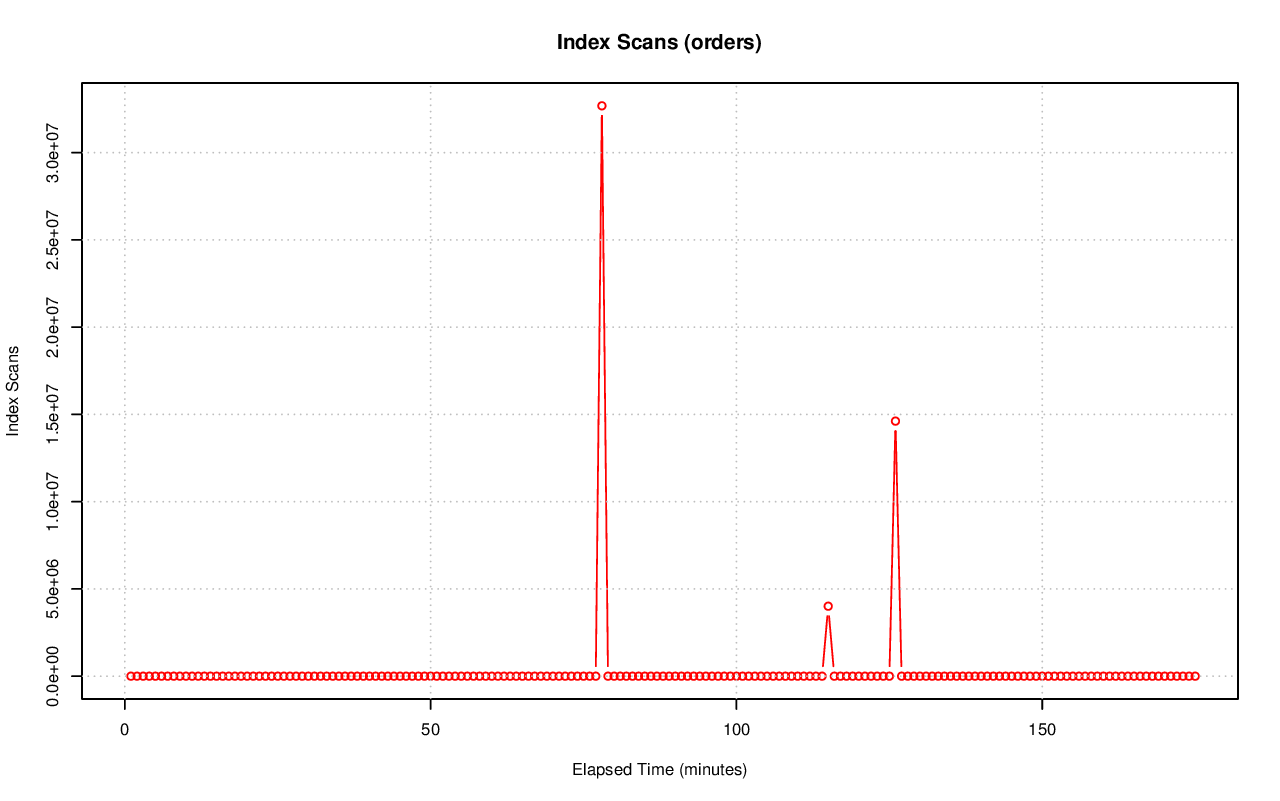 Index Scans (orders)
Index Scans
3.0e+07
2.5e+07
2.0e+07
1.5e+07
1.0e+07
5.0e+06
0.0e+00
0 50 100 150
Elapsed Time (minutes)